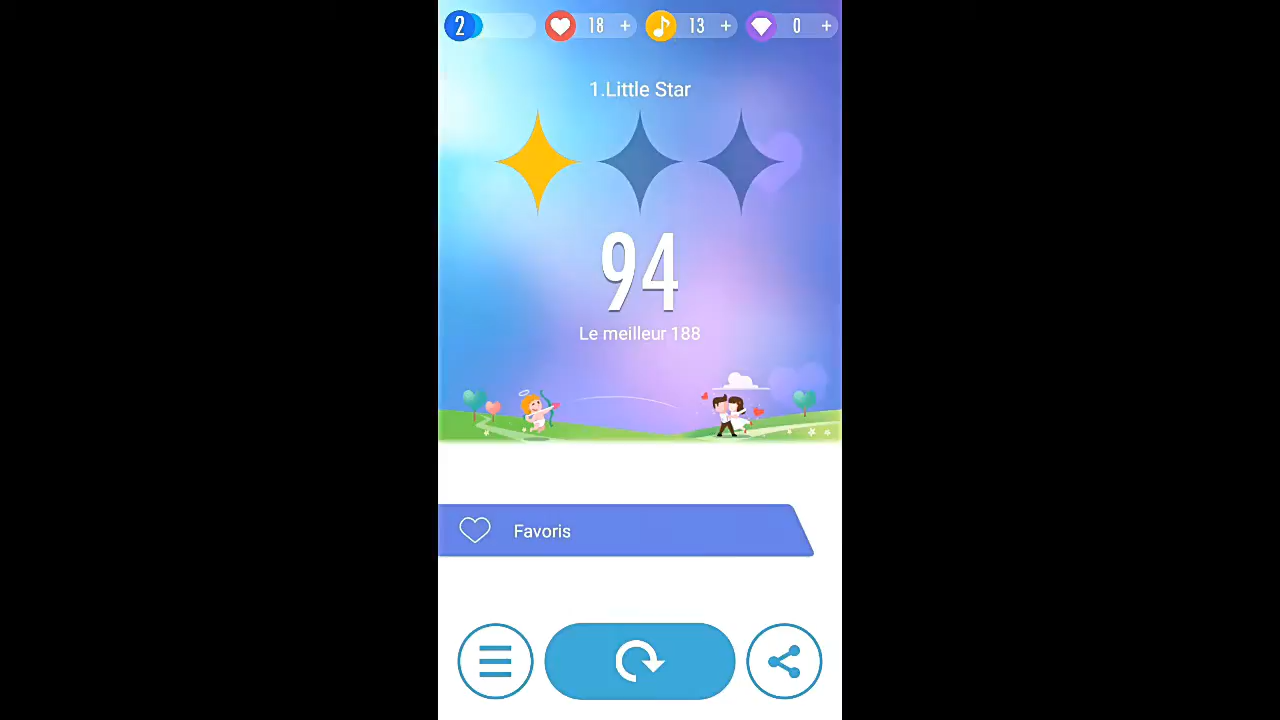 2 18 + 13 + 0 +
1.Little Star
94
Le meilleur 188
Favoris